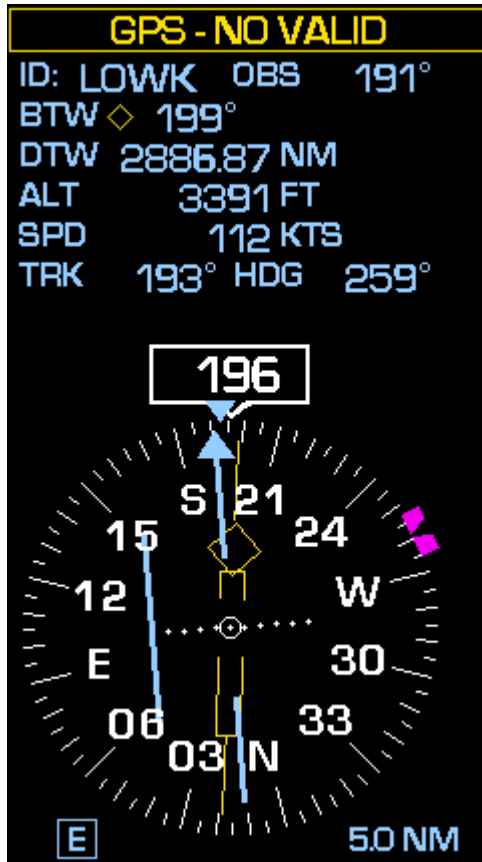 GPS - NO VALID
ID: LOWK OBS 191°
BTW 199°
DTW 2886.87 NM
ALT 3391 FT
SPD 112 KTS
TRK 193° HDG 259°
196
S 21
15 24
12 W
E 30
06 33
03 N
E 5.0 NM